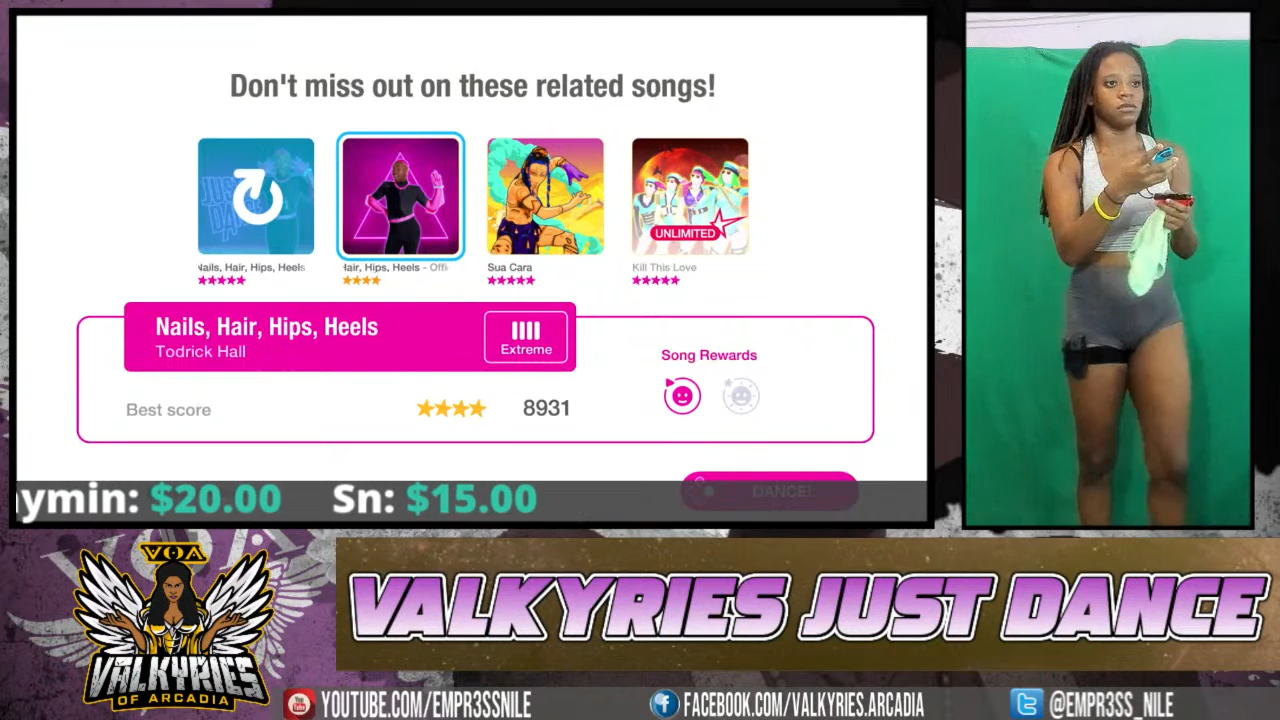 Don't miss out on these related songs!
Nails, Hair, Hips, Heels
Hair, Hips, Heels - Offi
Sua Cara
Kill This Love
UNLIMITED
Nails, Hair, Hips, Heels
Todrick Hall
Extreme
Song Rewards
Best score
8931
DANCE!
ymin: $20.00 Sn: $15.00
VOA
VALKYRIES
OF ARCADIA
VALKYRIES JUST DANCE
YOUTUBE.COM/EMPR3SSNILE
FACEBOOK.COM/VALKYRIES.ARCADIA
@EMPR3SS_NILE